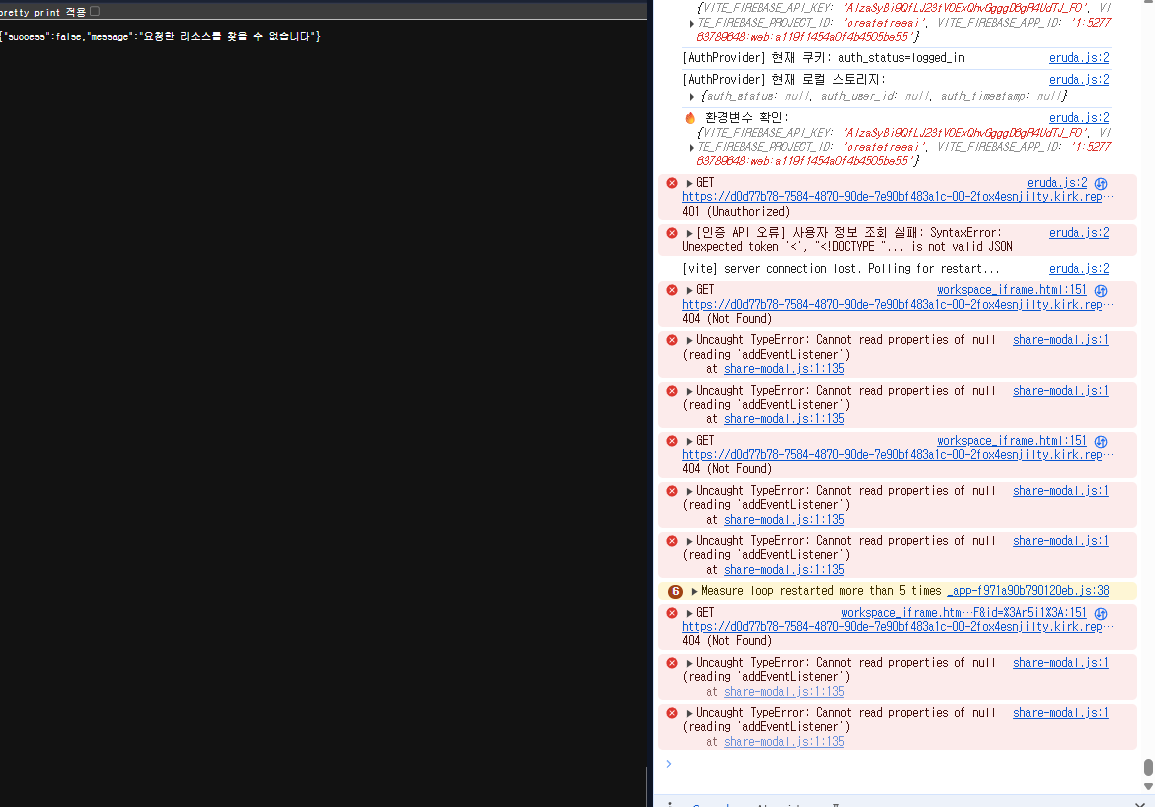 pretty print 적용
{"success":false,"message":"요청한 리소스를 찾을 수 없습니다"}
{VITE_FIREBASE_API_KEY:
VITE_FIREBASE_PROJECT_ID: 'createtreeai', VITE_FIREBASE_APP_ID: '1:5277
63789648:web:a119f1454a0f4b4505be55'}
[AuthProvider] 현재 쿠키: auth_status=logged_in eruda.js:2
[AuthProvider] 현재 로컬 스토리지: eruda.js:2
{auth_status: null, auth_user_id: null, auth_timestamp: null}
🔥 환경변수 확인: eruda.js:2
{VITE_FIREBASE_API_KEY:
VITE_FIREBASE_PROJECT_ID: 'createtreeai', VITE_FIREBASE_APP_ID: '1:5277
63789648:web:a119f1454a0f4b4505be55'}
GET eruda.js:2
https://d0d77b78-7584-4870-90de-7e90bf483a1c-00-2fox4esnjilty.kirk.rep…
401 (Unauthorized)
[인증 API 오류] 사용자 정보 조회 실패: SyntaxError: eruda.js:2
Unexpected token '<', "<!DOCTYPE "... is not valid JSON
[vite] server connection lost. Polling for restart... eruda.js:2
GET workspace_iframe.html:151
https://d0d77b78-7584-4870-90de-7e90bf483a1c-00-2fox4esnjilty.kirk.rep…
404 (Not Found)
Uncaught TypeError: Cannot read properties of null share-modal.js:1
(reading 'addEventListener')
at share-modal.js:1:135
Uncaught TypeError: Cannot read properties of null share-modal.js:1
(reading 'addEventListener')
at share-modal.js:1:135
GET workspace_iframe.html:151
https://d0d77b78-7584-4870-90de-7e90bf483a1c-00-2fox4esnjilty.kirk.rep…
404 (Not Found)
Uncaught TypeError: Cannot read properties of null share-modal.js:1
(reading 'addEventListener')
at share-modal.js:1:135
Uncaught TypeError: Cannot read properties of null share-modal.js:1
(reading 'addEventListener')
at share-modal.js:1:135
6 Measure loop restarted more than 5 times _app-f971a90b790120eb.js:38
GET workspace_iframe.htm…F&id=%3Ar5i1%3A:151
https://d0d77b78-7584-4870-90de-7e90bf483a1c-00-2fox4esnjilty.kirk.rep…
404 (Not Found)
Uncaught TypeError: Cannot read properties of null share-modal.js:1
(reading 'addEventListener')
at share-modal.js:1:135
Uncaught TypeError: Cannot read properties of null share-modal.js:1
(reading 'addEventListener')
at share-modal.js:1:135